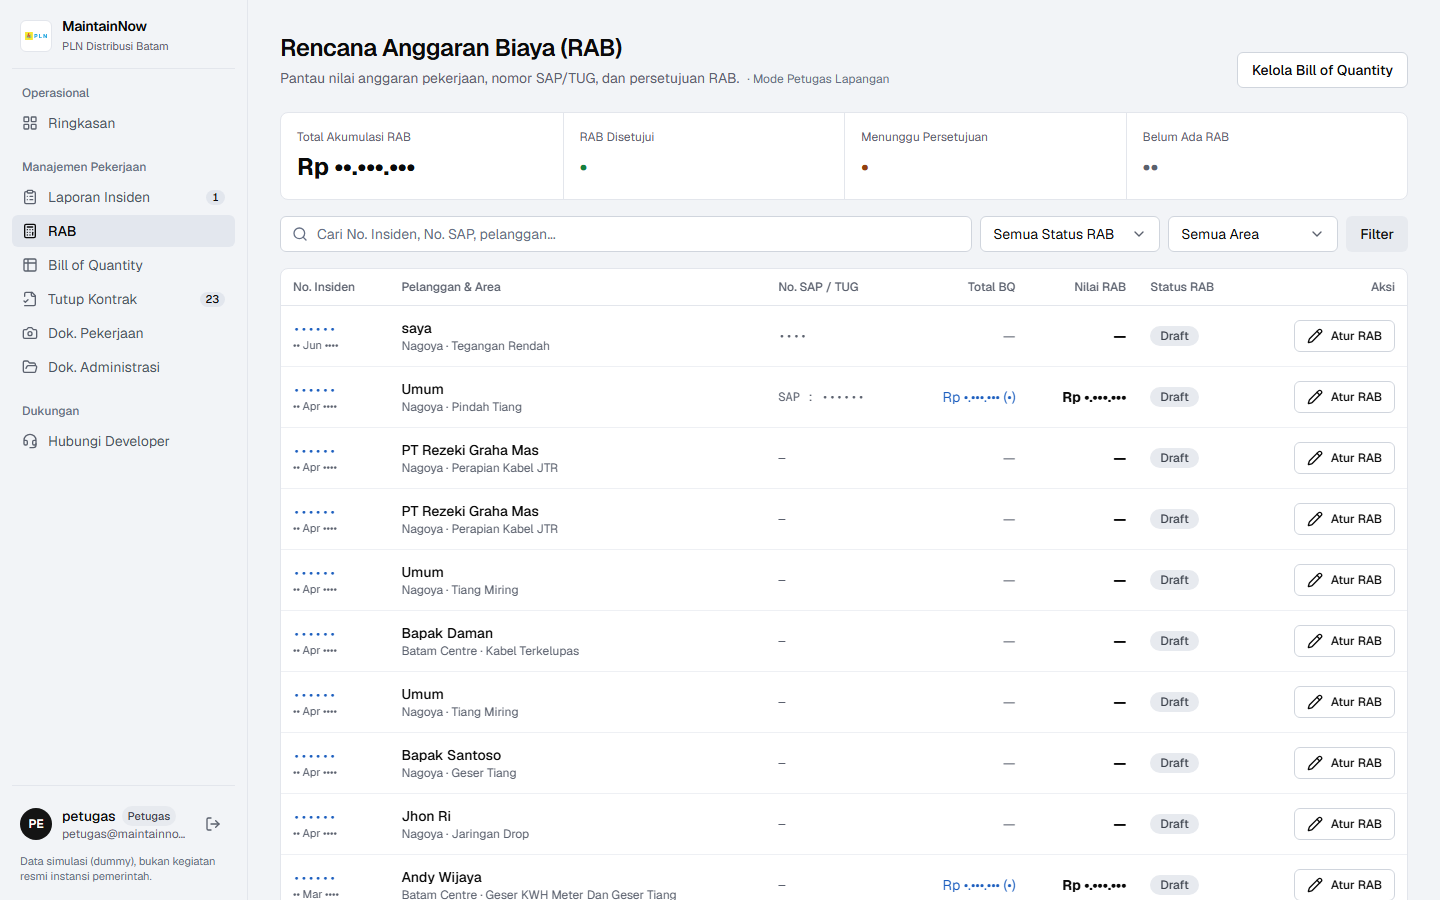 A PLN
MaintainNow
PLN Distribusi Batam
Operasional
Ringkasan
Manajemen Pekerjaan
Laporan Insiden 1
RAB
Bill of Quantity
Tutup Kontrak 23
Dok. Pekerjaan
Dok. Administrasi
Dukungan
Hubungi Developer
PE
petugas Petugas
petugas@maintainno...
Data simulasi (dummy), bukan kegiatan
resmi instansi pemerintah.
Rencana Anggaran Biaya (RAB)
Pantau nilai anggaran pekerjaan, nomor SAP/TUG, dan persetujuan RAB. · Mode Petugas Lapangan
Kelola Bill of Quantity
Total Akumulasi RAB
Rp ••.•••.•••
RAB Disetujui
•
Menunggu Persetujuan
•
Belum Ada RAB
••
Cari No. Insiden, No. SAP, pelanggan...
Semua Status RAB
Semua Area
Filter
No. Insiden Pelanggan & Area No. SAP / TUG Total BQ Nilai RAB Status RAB Aksi
•••••• saya •••• — — Draft Atur RAB
•• Jun •••• Nagoya · Tegangan Rendah
•••••• Umum SAP : •••••• Rp •.•••.••• (•) Rp •.•••.••• Draft Atur RAB
•• Apr •••• Nagoya · Pindah Tiang
•••••• PT Rezeki Graha Mas – — — Draft Atur RAB
•• Apr •••• Nagoya · Perapian Kabel JTR
•••••• PT Rezeki Graha Mas – — — Draft Atur RAB
•• Apr •••• Nagoya · Perapian Kabel JTR
•••••• Umum – — — Draft Atur RAB
•• Apr •••• Nagoya · Tiang Miring
•••••• Bapak Daman – — — Draft Atur RAB
•• Apr •••• Batam Centre · Kabel Terkelupas
•••••• Umum – — — Draft Atur RAB
•• Apr •••• Nagoya · Tiang Miring
•••••• Bapak Santoso – — — Draft Atur RAB
•• Apr •••• Nagoya · Geser Tiang
•••••• Jhon Ri – — — Draft Atur RAB
•• Apr •••• Nagoya · Jaringan Drop
•••••• Andy Wijaya – Rp •.•••.••• (•) Rp •.•••.••• Draft Atur RAB
•• Mar •••• Batam Centre · Geser KWH Meter Dan Geser Tiang